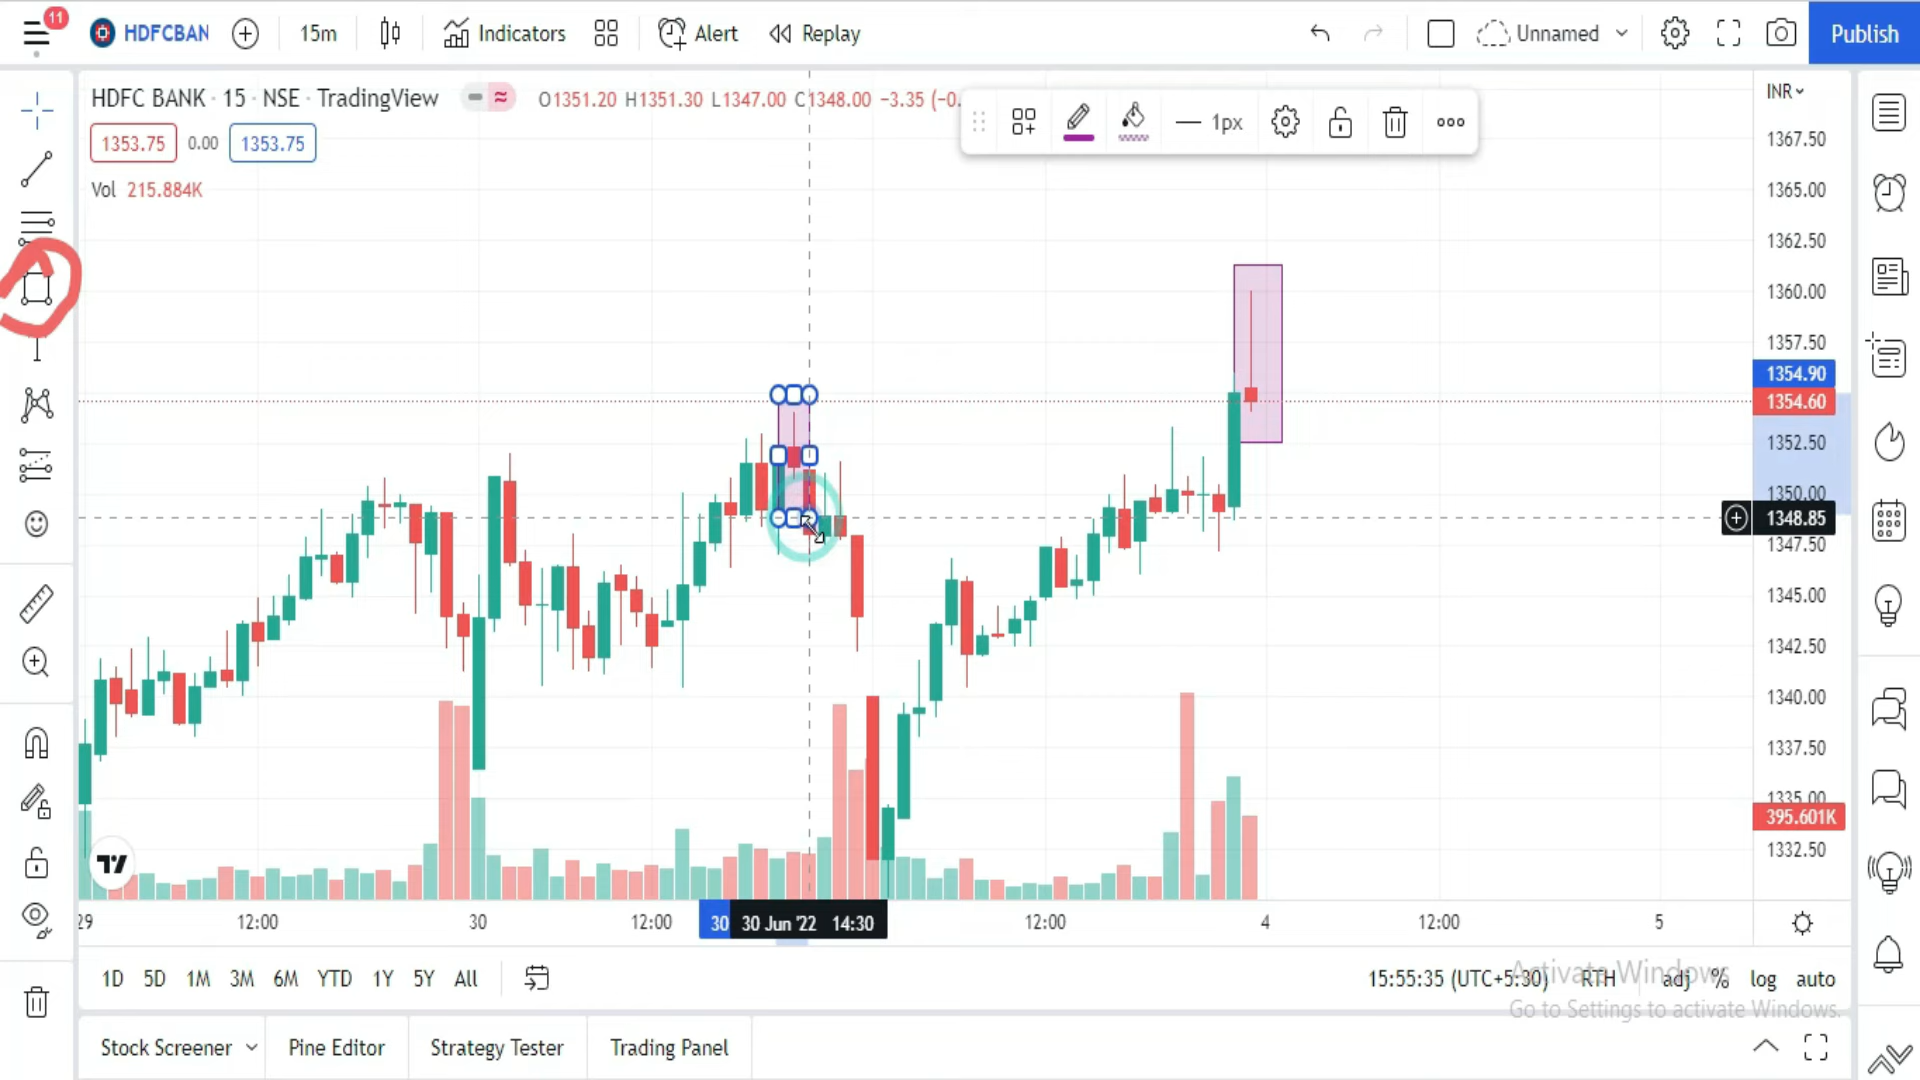 11
HDFCBAN
15m
Indicators
Alert
Replay
Unnamed
Publish
HDFC BANK · 15 · NSE · TradingView
O1351.20 H1351.30 L1347.00 C1348.00 −3.35 (−0.
1px
INR
1353.75 0.00 1353.75
Vol 215.884K
1367.50
1365.00
1362.50
1360.00
1357.50
1354.90
1354.60
1352.50
1350.00
1348.85
1347.50
1345.00
1342.50
1340.00
1337.50
1335.00
395.601K
1332.50
29 12:00 30 12:00 30 30 Jun '22 14:30 12:00 4 12:00 5
1D 5D 1M 3M 6M YTD 1Y 5Y All
15:55:35 (UTC+5:30) RTH adj % log auto
Activate Windows
Go to Settings to activate Windows.
Stock Screener Pine Editor Strategy Tester Trading Panel